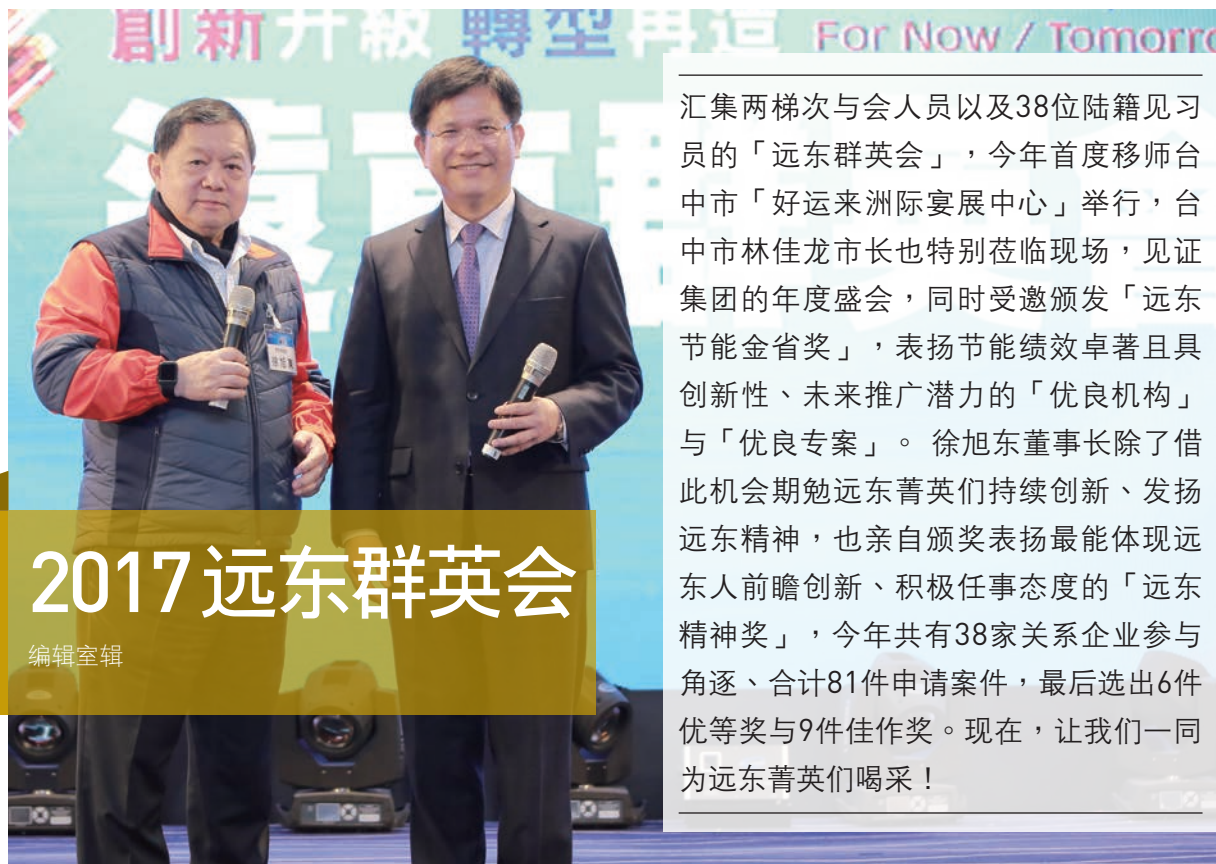 創新升級 轉型再造 For Now / Tomorro
遠東群英會
2017远东群英会
编辑室辑
汇集两梯次与会人员以及38位陆籍见习
员的「远东群英会」，今年首度移师台
中市「好运来洲际宴展中心」举行，台
中市林佳龙市长也特别莅临现场，见证
集团的年度盛会，同时受邀颁发「远东
节能金省奖」，表扬节能绩效卓著且具
创新性、未来推广潜力的「优良机构」
与「优良专案」。 徐旭东董事长除了借
此机会期勉远东菁英们持续创新、发扬
远东精神，也亲自颁奖表扬最能体现远
东人前瞻创新、积极任事态度的「远东
精神奖」，今年共有38家关系企业参与
角逐、合计81件申请案件，最后选出6件
优等奖与9件佳作奖。现在，让我们一同
为远东菁英们喝采！